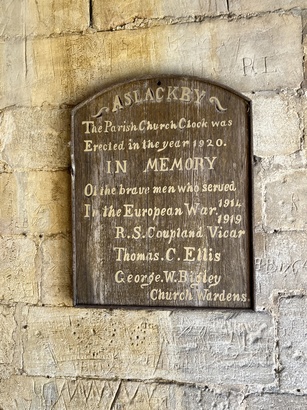 ASLACKBY
The Parish Church Clock was
Erected in the year 1920.
IN MEMORY
Of the brave men who served
In the European War 1914 1919
R.S. Coupland Vicar
Thomas. C. Ellis
George. W. Rigley
Church Wardens.